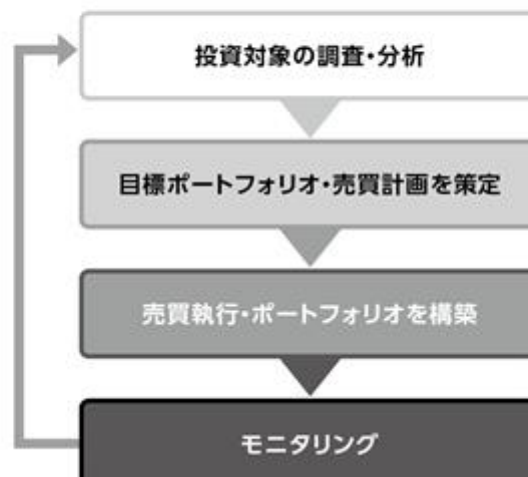 投資対象の調査・分析
目標ポートフォリオ・売買計画を策定
売買執行・ポートフォリオを構築
モニタリング